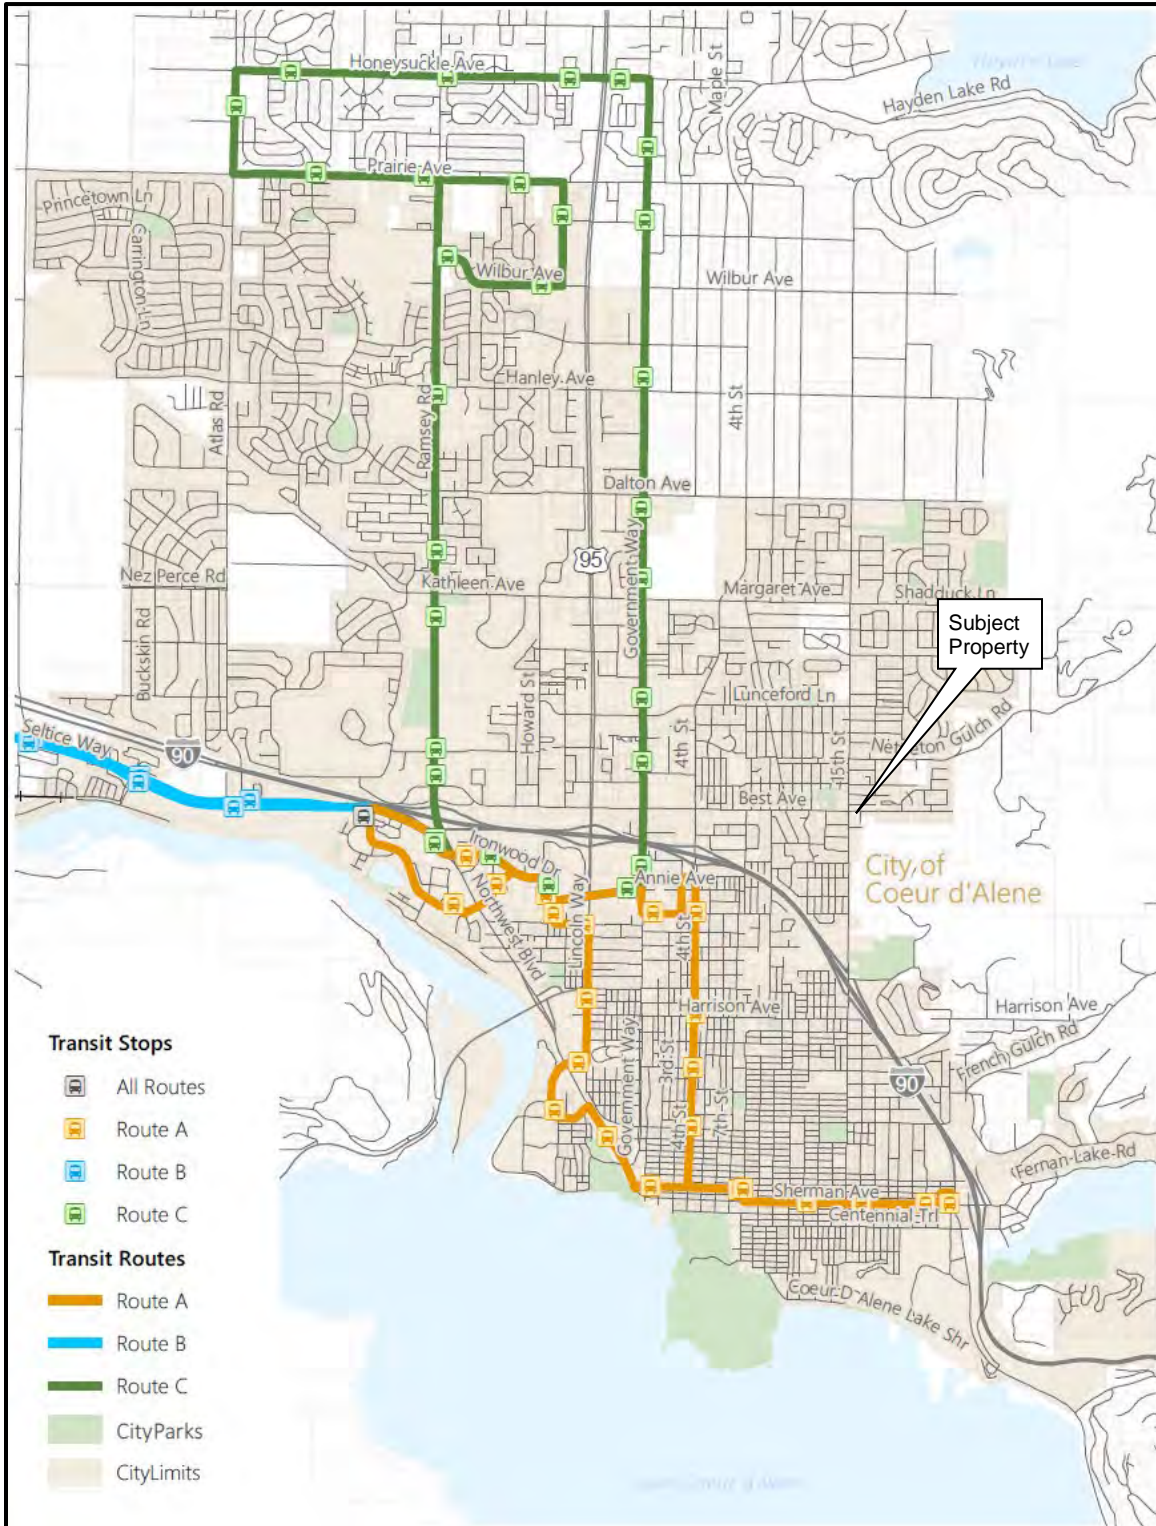 Honeysuckle Ave
Maple St
Hayden Lake
Hayden Lake Rd
Prairie Ave
Princetown Ln
Carrington Ln
Wilbur Ave
Wilbur Ave
Hanley Ave
4th St
Atlas Rd
Ramsey Rd
Dalton Ave
95
Government Way
Nez Perce Rd
Kathleen Ave
Margaret Ave
Shadduck Ln
Subject
Property
Buckskin Rd
Howard St
Lunceford Ln
4th St
15th St
Nettleton Gulch Rd
Seltice Way
90
Best Ave
Ironwood Dr
Annie Ave
City of
Coeur d'Alene
Northwest Blvd
Lincoln Way
4th St
Harrison Ave
Harrison Ave
French Gulch Rd
Government Way
3rd St
4th St
7th St
90
Fernan Lake Rd
Sherman Ave
Centennial Trl
Coeur D Alene Lake Shr
Transit Stops
All Routes
Route A
Route B
Route C
Transit Routes
Route A
Route B
Route C
CityParks
CityLimits